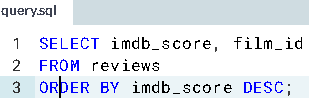 query.sql
1 SELECT imdb_score, film_id
2 FROM reviews
3 ORDER BY imdb_score DESC;